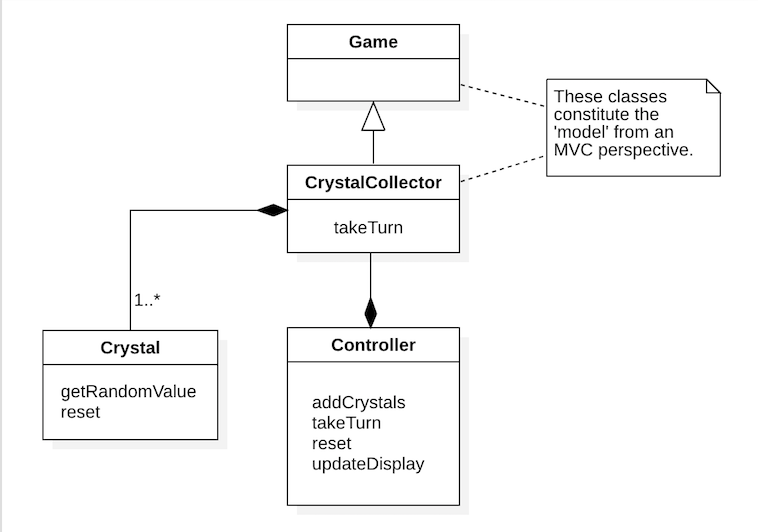 Game
These classes
constitute the
'model' from an
MVC perspective.
CrystalCollector
takeTurn
1..*
Crystal
getRandomValue
reset
Controller
addCrystals
takeTurn
reset
updateDisplay